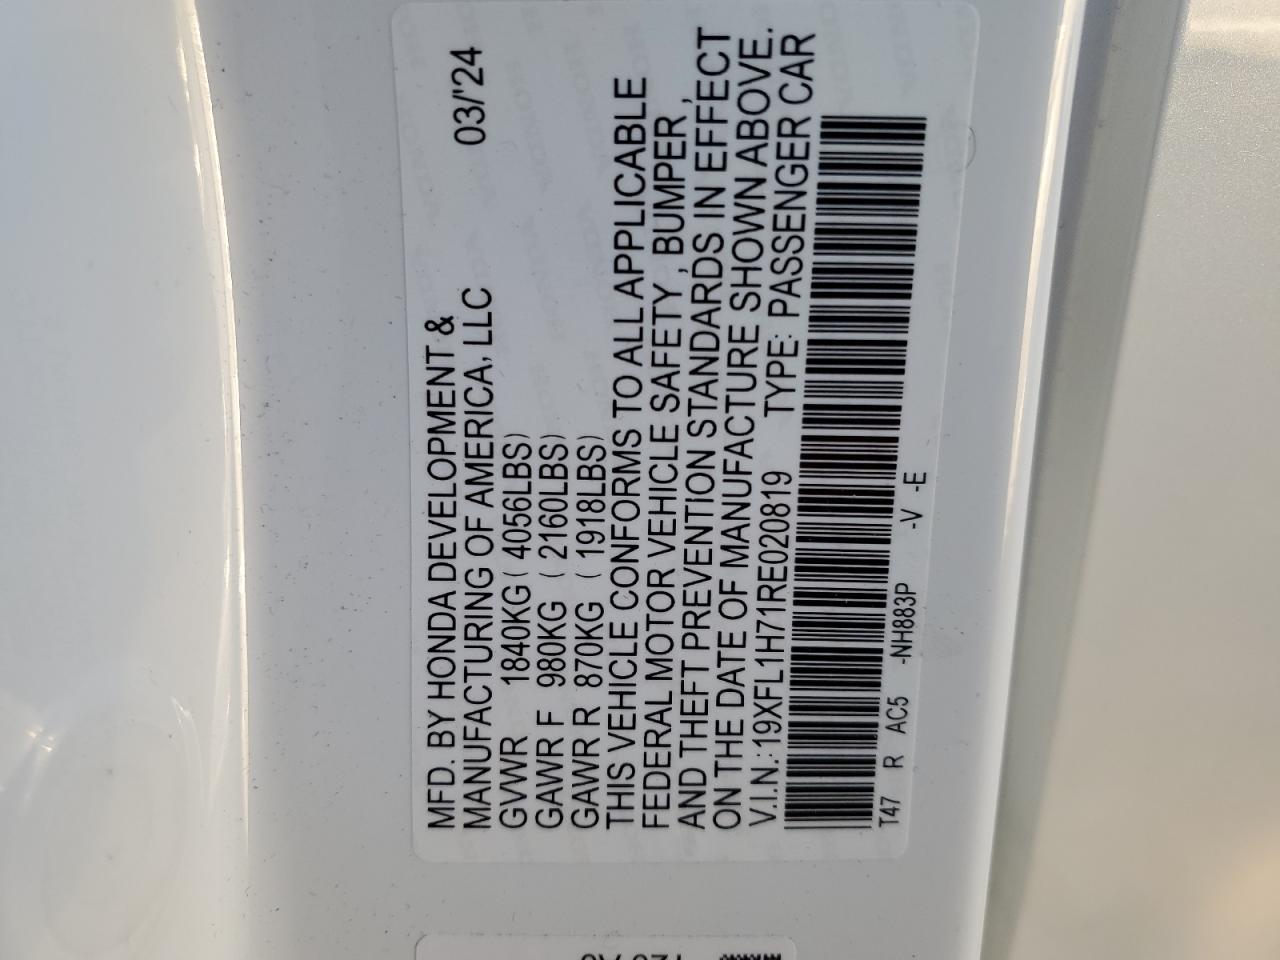 MFD. BY HONDA DEVELOPMENT &
MANUFACTURING OF AMERICA, LLC 03/'24
GVWR 1840KG ( 4056LBS)
GAWR F 980KG ( 2160LBS)
GAWR R 870KG ( 1918LBS)
THIS VEHICLE CONFORMS TO ALL APPLICABLE
FEDERAL MOTOR VEHICLE SAFETY , BUMPER ,
AND THEFT PREVENTION STANDARDS IN EFFECT
ON THE DATE OF MANUFACTURE SHOWN ABOVE.
V.I.N.: 19XFL1H71RE020819 TYPE: PASSENGER CAR
T47 R AC5 -NH883P -V -E